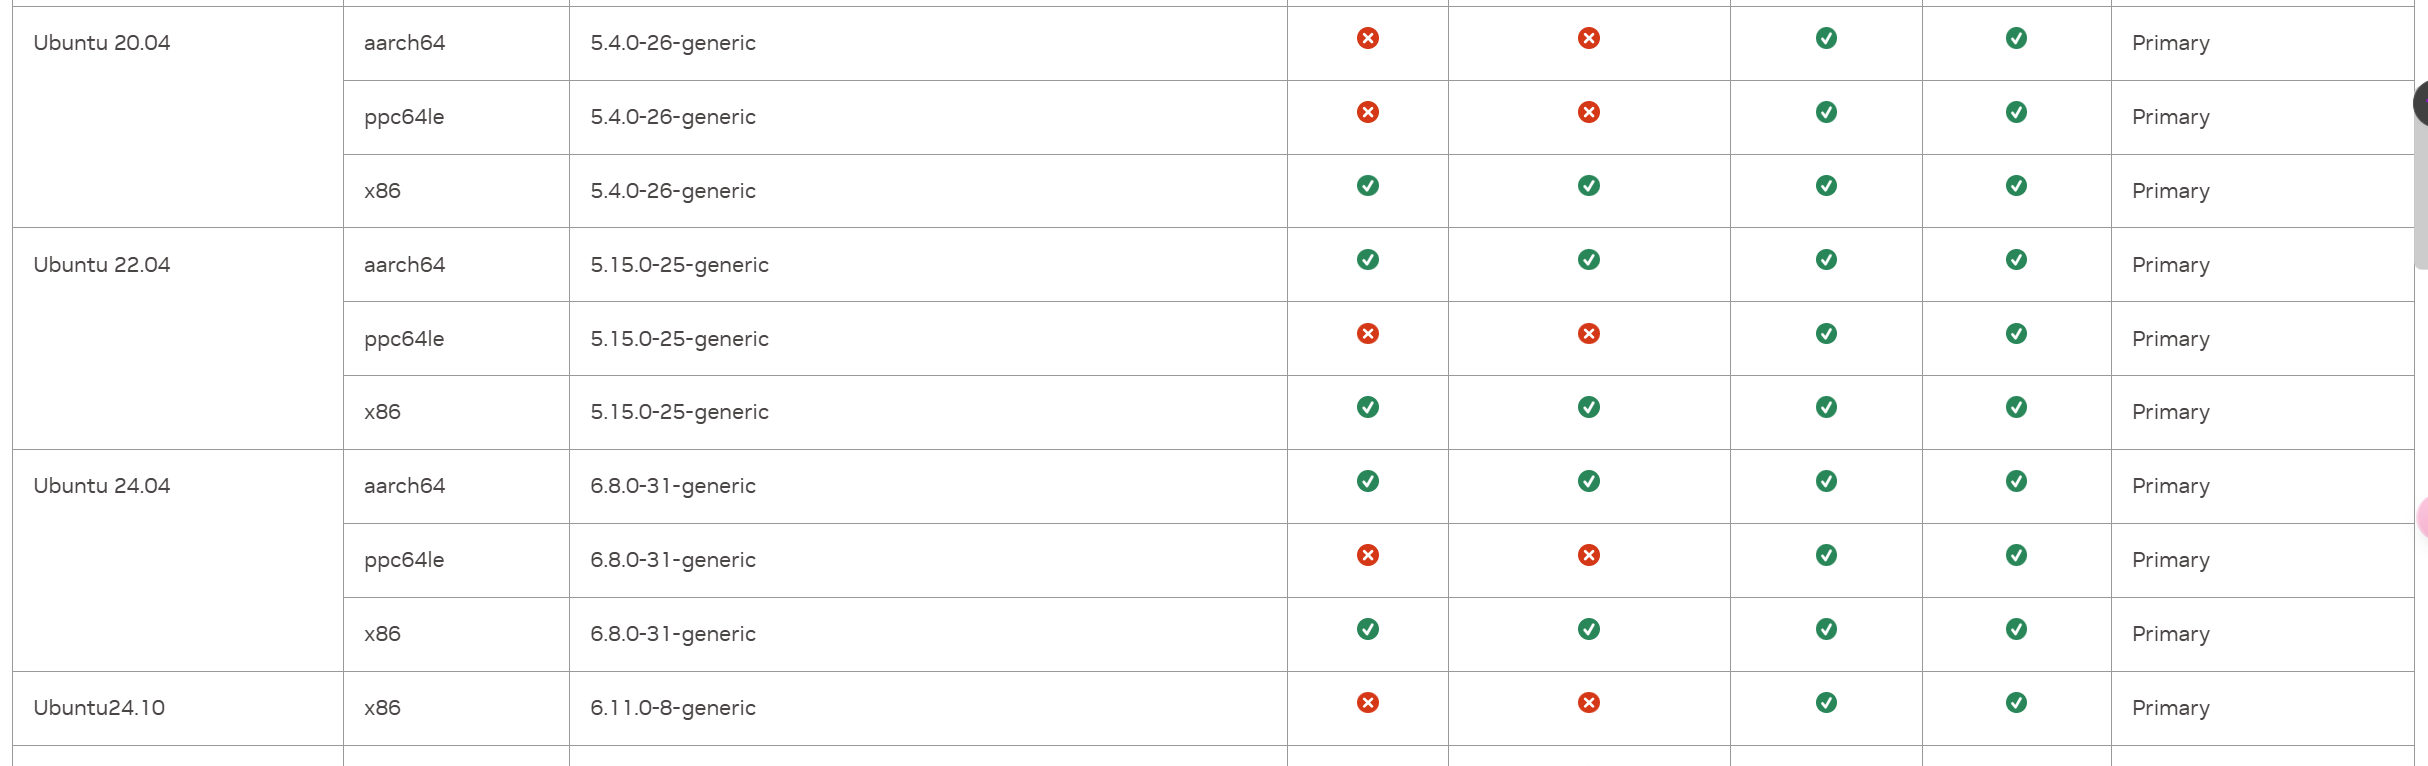 Ubuntu 20.04 aarch64 5.4.0-26-generic Primary
ppc64le 5.4.0-26-generic Primary
x86 5.4.0-26-generic Primary
Ubuntu 22.04 aarch64 5.15.0-25-generic Primary
ppc64le 5.15.0-25-generic Primary
x86 5.15.0-25-generic Primary
Ubuntu 24.04 aarch64 6.8.0-31-generic Primary
ppc64le 6.8.0-31-generic Primary
x86 6.8.0-31-generic Primary
Ubuntu24.10 x86 6.11.0-8-generic Primary